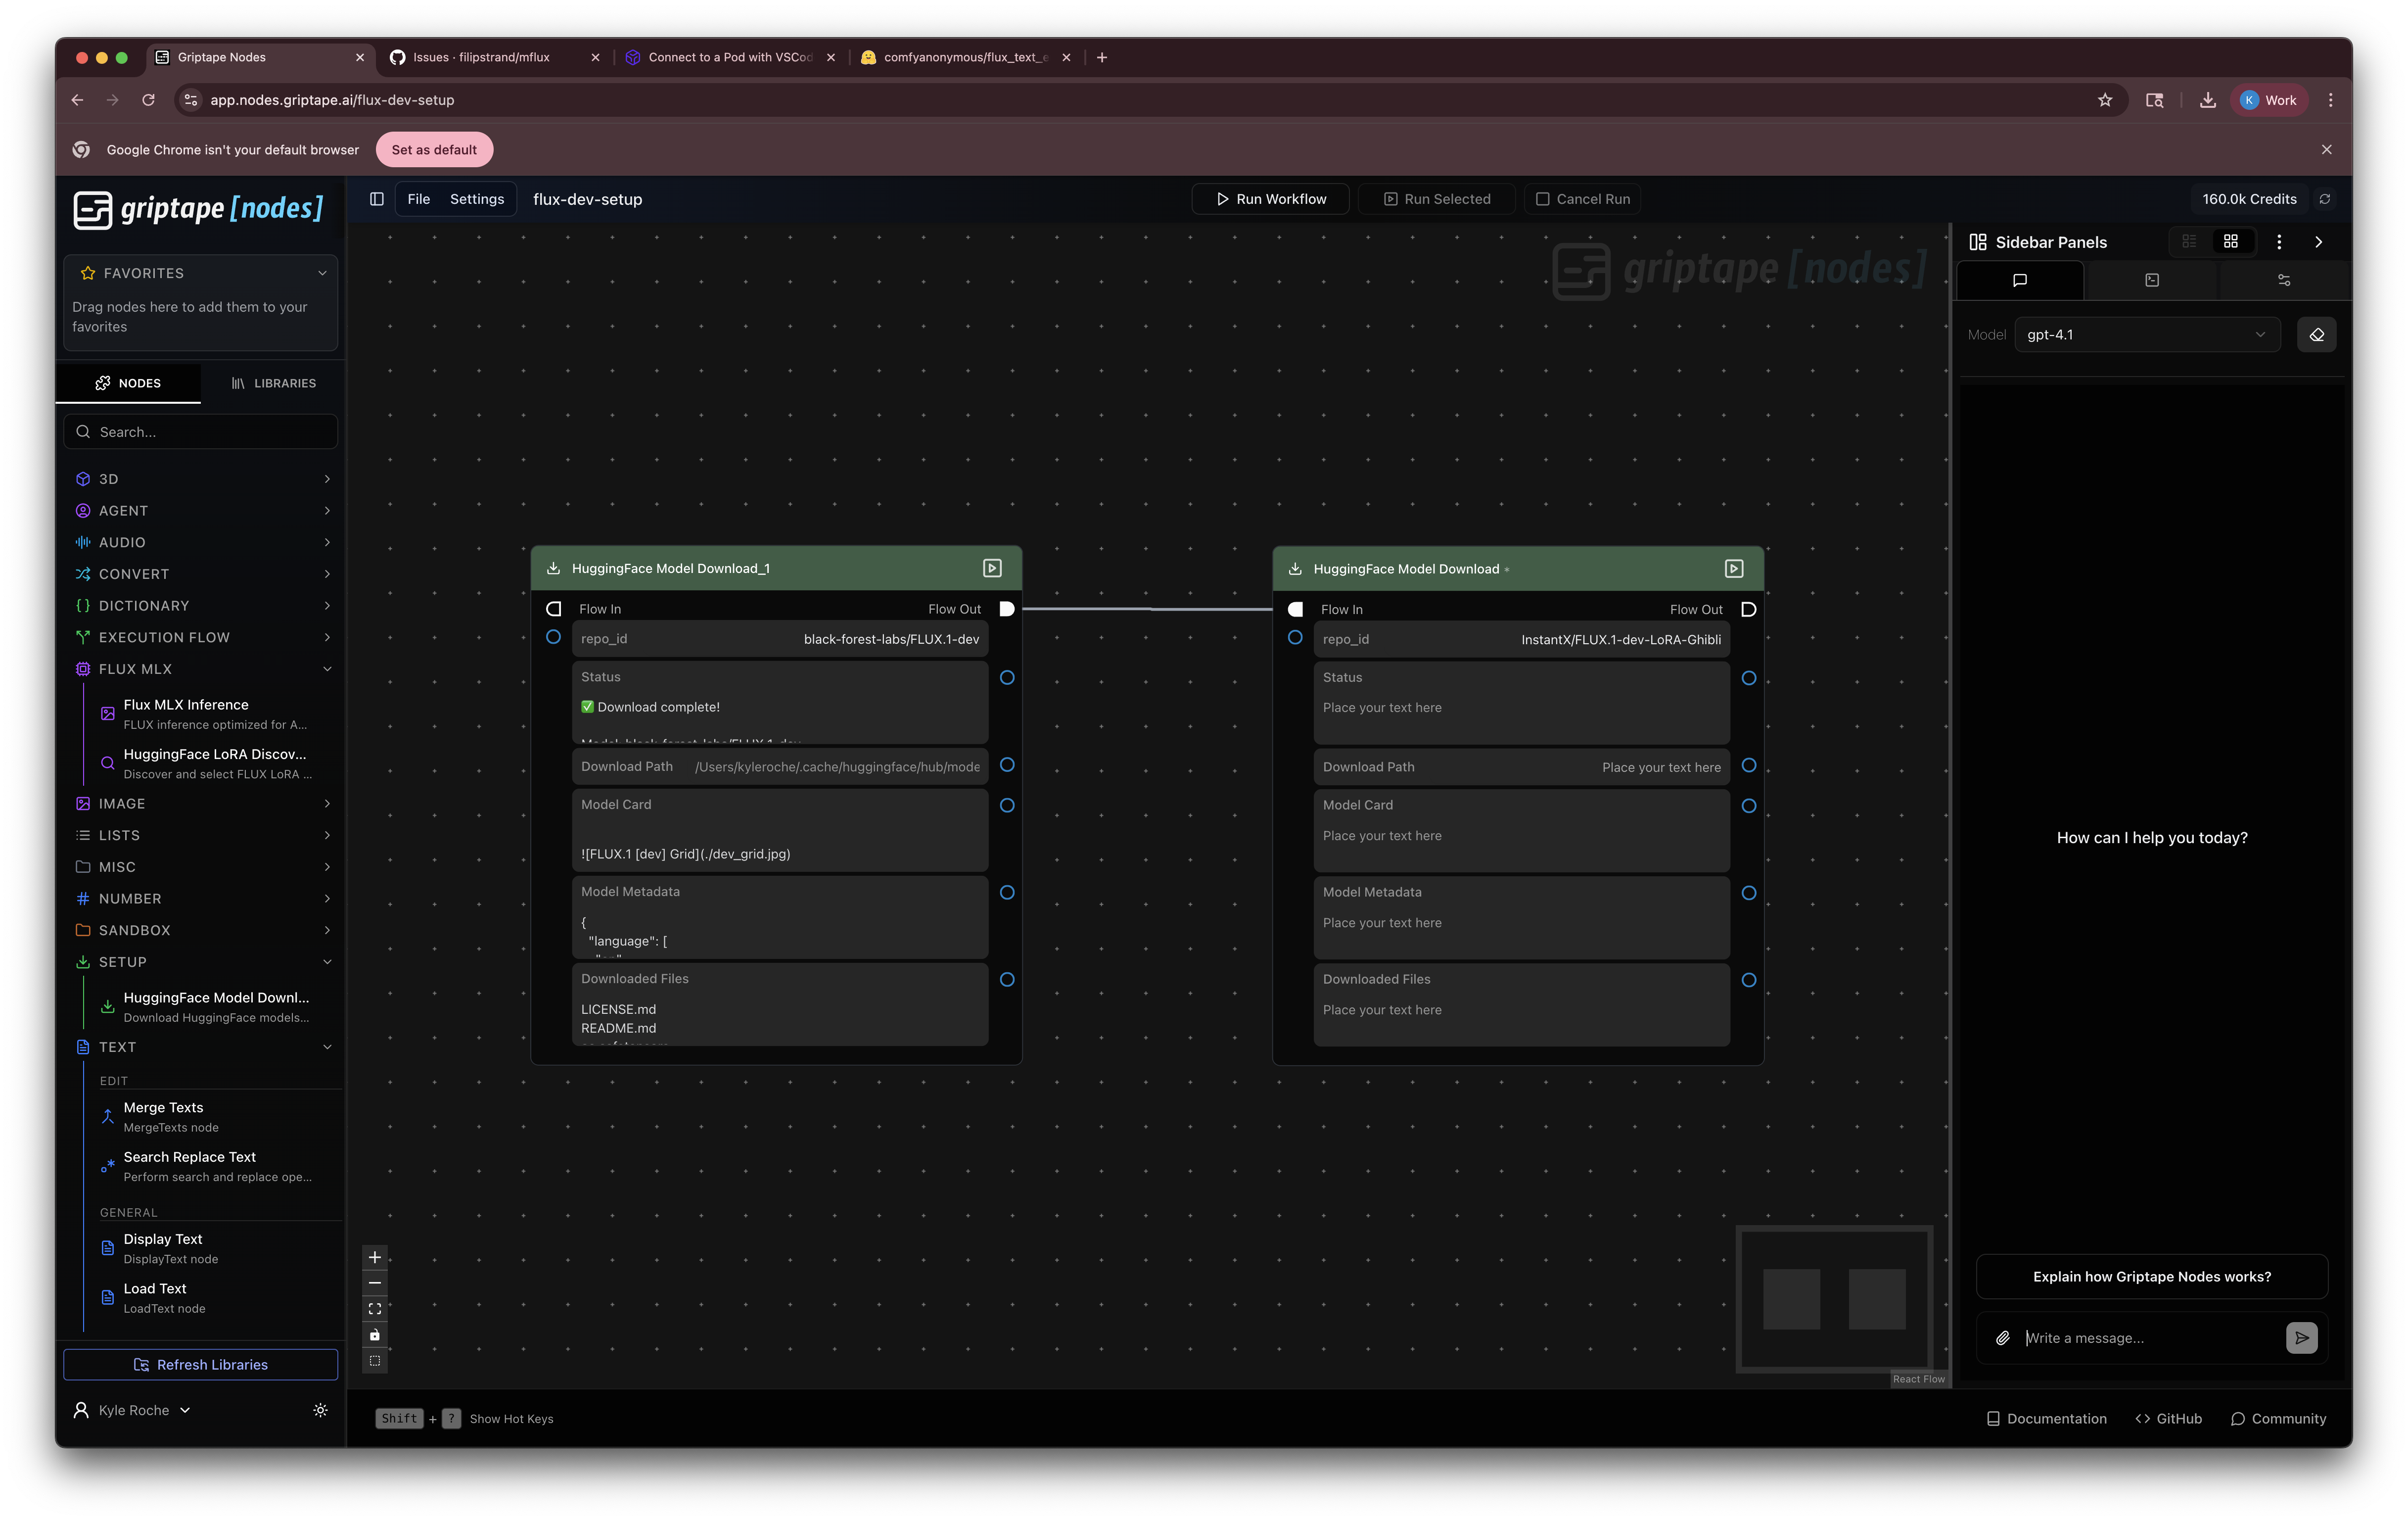 Griptape Nodes
Issues · filipstrand/mflux
Connect to a Pod with VSCod
comfyanonymous/flux_text_e
app.nodes.griptape.ai/flux-dev-setup
K Work
Google Chrome isn't your default browser
Set as default
griptape [nodes]
File
Settings
flux-dev-setup
Run Workflow
Run Selected
Cancel Run
160.0k Credits
FAVORITES
Drag nodes here to add them to your
favorites
NODES
LIBRARIES
Search...
3D
AGENT
AUDIO
CONVERT
DICTIONARY
EXECUTION FLOW
FLUX MLX
Flux MLX Inference
FLUX inference optimized for A...
HuggingFace LoRA Discov...
Discover and select FLUX LoRA ...
IMAGE
LISTS
MISC
NUMBER
SANDBOX
SETUP
HuggingFace Model Downl...
Download HuggingFace models...
TEXT
EDIT
Merge Texts
MergeTexts node
Search Replace Text
Perform search and replace ope...
GENERAL
Display Text
DisplayText node
Load Text
LoadText node
Refresh Libraries
Kyle Roche
griptape [nodes]
HuggingFace Model Download_1
Flow In
Flow Out
repo_id
black-forest-labs/FLUX.1-dev
Status
✅ Download complete!
Model: black-forest-labs/FLUX.1-dev
Download Path
/Users/kyleroche/.cache/huggingface/hub/mode
Model Card
![FLUX.1 [dev] Grid](./dev_grid.jpg)
Model Metadata
{
"language": [
"en"
Downloaded Files
LICENSE.md
README.md
HuggingFace Model Download *
Flow In
Flow Out
repo_id
InstantX/FLUX.1-dev-LoRA-Ghibli
Status
Place your text here
Download Path
Place your text here
Model Card
Place your text here
Model Metadata
Place your text here
Downloaded Files
Place your text here
React Flow
Shift + ? Show Hot Keys
Sidebar Panels
Model
gpt-4.1
How can I help you today?
Explain how Griptape Nodes works?
Write a message...
Documentation
GitHub
Community